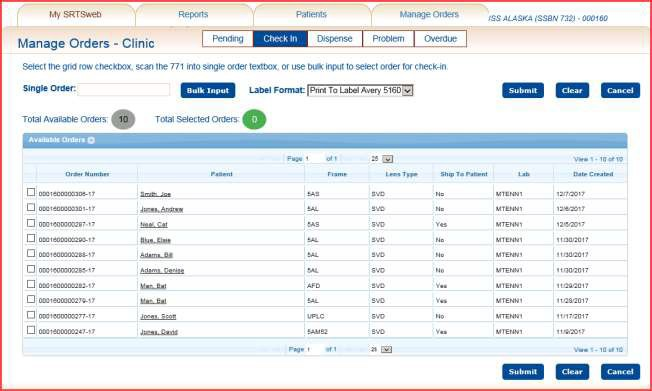 My SRTSweb Reports Patients Manage Orders
ISS ALASKA (SSBN 732) - 000160
Manage Orders - Clinic
Pending Check In Dispense Problem Overdue
Select the grid row checkbox, scan the 771 into single order textbox, or use bulk input to select order for check-in.
Single Order: Bulk Input Label Format: Print To Label Avery 5160 Submit Clear Cancel
Total Available Orders: 10 Total Selected Orders: 0
Available Orders
Page 1 of 1 25 View 1 - 10 of 10
Order Number Patient Frame Lens Type Ship To Patient Lab Date Created
0001600000306-17 Smith, Joe 5AS SVD No MTENN1 12/7/2017
0001600000301-17 Jones, Andrew 5AL SVD No MTENN1 12/6/2017
0001600000297-17 Neal, Cat 5AS SVD Yes MTENN1 12/5/2017
0001600000290-17 Blue, Elsie 5AL SVD No MTENN1 11/30/2017
0001600000288-17 Adams, Bill 5AL SVD No MTENN1 11/30/2017
0001600000285-17 Adams, Denise 5AL SVD No MTENN1 11/30/2017
0001600000282-17 Man, Bat AFD SVD Yes MTENN1 11/29/2017
0001600000279-17 Man, Bat 5AL SVD Yes MTENN1 11/28/2017
0001600000277-17 Jones, Scott UPLC SVD No MTENN1 11/17/2017
0001600000247-17 Jones, David 5AM52 SVD Yes MTENN1 11/9/2017
Page 1 of 1 25 View 1 - 10 of 10
Submit Clear Cancel